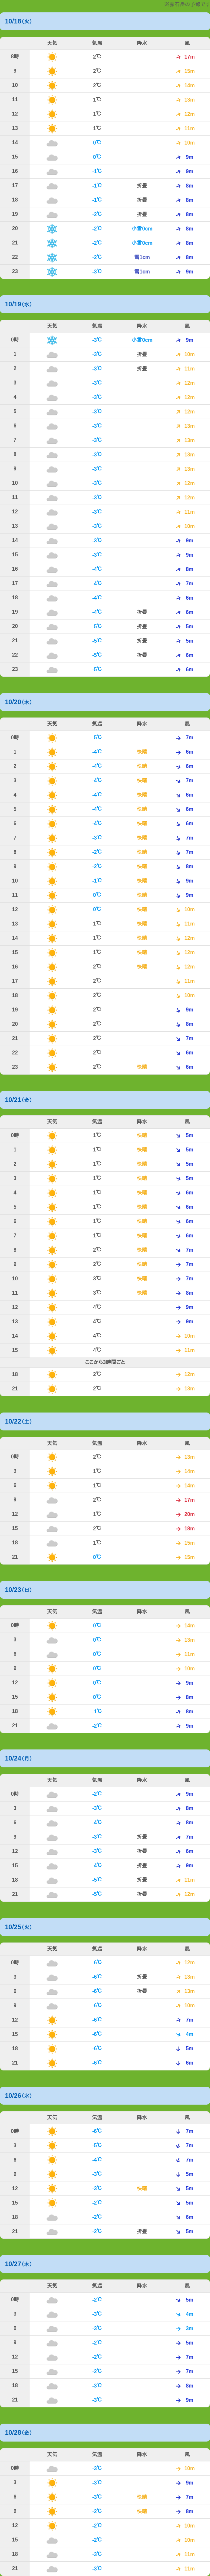 の予報です
10/18(火)
天気 気温 降水 風
8時 2℃ 17m
9 2℃ 15m
10 2℃ 14m
11 1℃ 13m
12 1℃ 12m
13 1℃ 11m
14 0℃ 10m
15 0℃ 9m
16 -1℃ 9m
17 -1℃ 折曇 8m
18 -1℃ 折曇 8m
19 -2℃ 折曇 8m
20 -2℃ 小雪0cm 8m
21 -2℃ 小雪0cm 8m
22 -2℃ 雪1cm 8m
23 -3℃ 雪1cm 9m
10/19(水)
天気 気温 降水 風
0時 -3℃ 小雪0cm 9m
1 -3℃ 折曇 10m
2 -3℃ 折曇 11m
3 -3℃ 12m
4 -3℃ 12m
5 -3℃ 12m
6 -3℃ 13m
7 -3℃ 13m
8 -3℃ 13m
9 -3℃ 13m
10 -3℃ 12m
11 -3℃ 12m
12 -3℃ 11m
13 -3℃ 10m
14 -3℃ 9m
15 -3℃ 9m
16 -4℃ 8m
17 -4℃ 7m
18 -4℃ 6m
19 -4℃ 折曇 6m
20 -5℃ 折曇 5m
21 -5℃ 折曇 5m
22 -5℃ 折曇 6m
23 -5℃ 6m
10/20(木)
天気 気温 降水 風
0時 -5℃ 7m
1 -4℃ 快晴 6m
2 -4℃ 快晴 6m
3 -4℃ 快晴 7m
4 -4℃ 快晴 6m
5 -4℃ 快晴 6m
6 -4℃ 快晴 6m
7 -3℃ 快晴 7m
8 -2℃ 快晴 7m
9 -2℃ 快晴 8m
10 -1℃ 快晴 9m
11 0℃ 快晴 9m
12 0℃ 快晴 10m
13 1℃ 快晴 11m
14 1℃ 快晴 12m
15 1℃ 快晴 12m
16 2℃ 快晴 12m
17 2℃ 11m
18 2℃ 10m
19 2℃ 9m
20 2℃ 8m
21 2℃ 7m
22 2℃ 6m
23 2℃ 快晴 6m
10/21(金)
天気 気温 降水 風
0時 1℃ 快晴 5m
1 1℃ 快晴 5m
2 1℃ 快晴 5m
3 1℃ 快晴 5m
4 1℃ 快晴 6m
5 1℃ 快晴 6m
6 1℃ 快晴 6m
7 1℃ 快晴 6m
8 2℃ 快晴 7m
9 2℃ 快晴 7m
10 3℃ 快晴 7m
11 3℃ 快晴 8m
12 4℃ 9m
13 4℃ 9m
14 4℃ 10m
15 4℃ 11m
ここから3時間ごと
18 2℃ 12m
21 2℃ 13m
10/22(土)
天気 気温 降水 風
0時 2℃ 13m
3 1℃ 14m
6 1℃ 14m
9 2℃ 17m
12 1℃ 20m
15 2℃ 18m
18 1℃ 15m
21 0℃ 15m
10/23(日)
天気 気温 降水 風
0時 0℃ 14m
3 0℃ 13m
6 0℃ 11m
9 0℃ 10m
12 0℃ 9m
15 0℃ 8m
18 -1℃ 8m
21 -2℃ 9m
10/24(月)
天気 気温 降水 風
0時 -2℃ 9m
3 -3℃ 8m
6 -4℃ 8m
9 -3℃ 折曇 7m
12 -3℃ 折曇 6m
15 -4℃ 折曇 9m
18 -5℃ 折曇 11m
21 -5℃ 折曇 12m
10/25(火)
天気 気温 降水 風
0時 -6℃ 12m
3 -6℃ 折曇 13m
6 -6℃ 折曇 13m
9 -6℃ 10m
12 -6℃ 7m
15 -6℃ 4m
18 -6℃ 5m
21 -6℃ 6m
10/26(水)
天気 気温 降水 風
0時 -6℃ 7m
3 -5℃ 7m
6 -4℃ 7m
9 -3℃ 5m
12 -3℃ 快晴 5m
15 -2℃ 5m
18 -2℃ 6m
21 -2℃ 折曇 5m
10/27(木)
天気 気温 降水 風
0時 -2℃ 5m
3 -3℃ 4m
6 -3℃ 3m
9 -2℃ 5m
12 -2℃ 7m
15 -2℃ 7m
18 -3℃ 8m
21 -3℃ 9m
10/28(金)
天気 気温 降水 風
0時 -3℃ 10m
3 -3℃ 9m
6 -3℃ 快晴 7m
9 -2℃ 快晴 8m
12 -2℃ 10m
15 -2℃ 10m
18 -3℃ 11m
21 -3℃ 11m